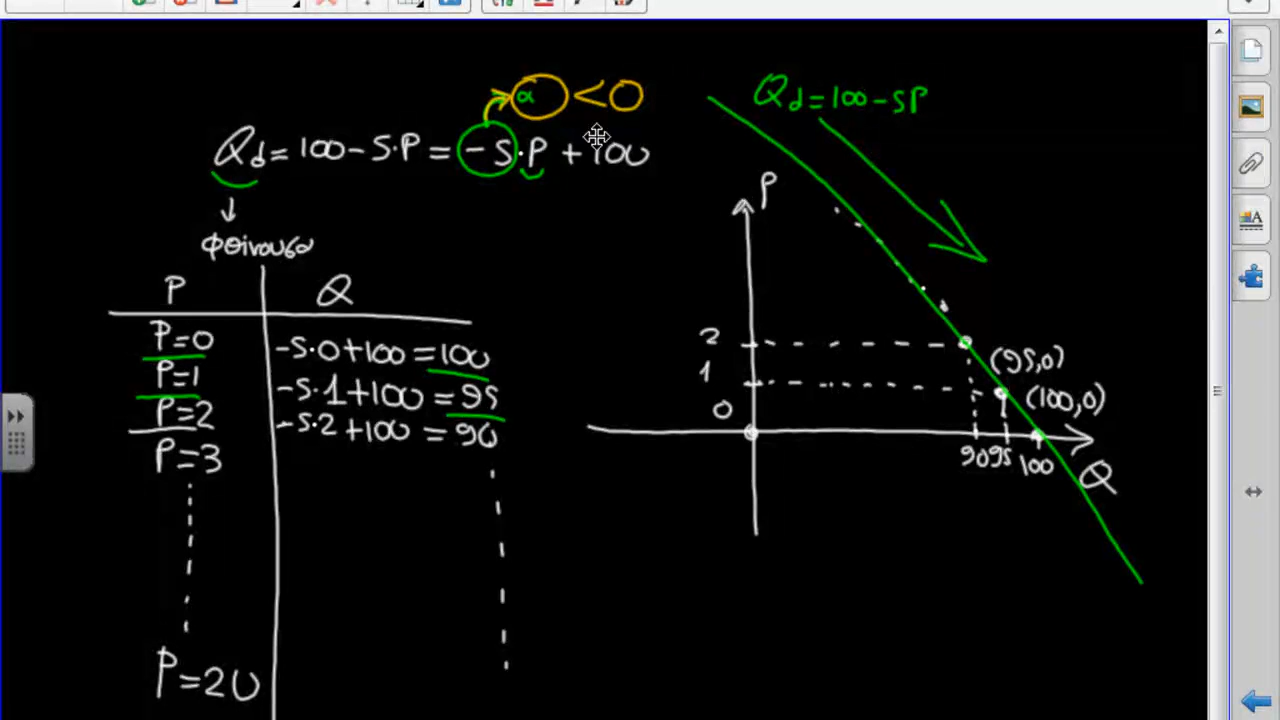 α < 0
Qd = 100 - 5·P = -5·P + 100
φθίνουσα
P Q
P=0 -5·0+100 = 100
P=1 -5·1+100 = 95
P=2 -5·2+100 = 90
P=3
P=20
Qd = 100 - 5P
P
2
(95,0)
1
(100,0)
0
90 95 100
Q